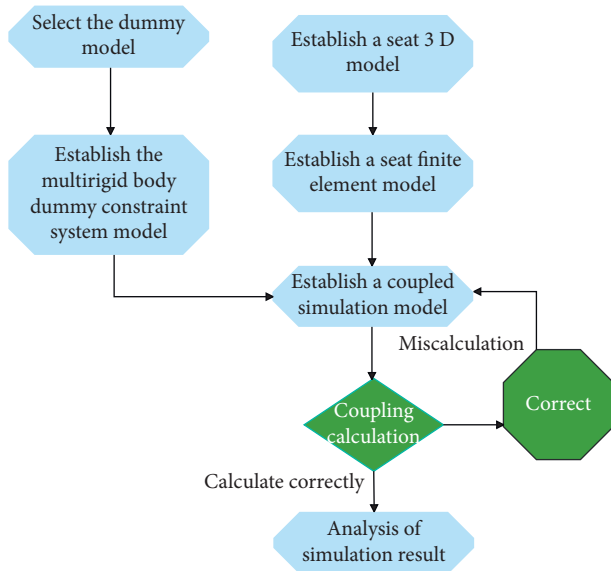 Select the dummy
model
Establish a seat 3 D
model
Establish the
multirigid body
dummy constraint
system model
Establish a seat finite
element model
Establish a coupled
simulation model
Miscalculation
Coupling
calculation
Correct
Calculate correctly
Analysis of
simulation result